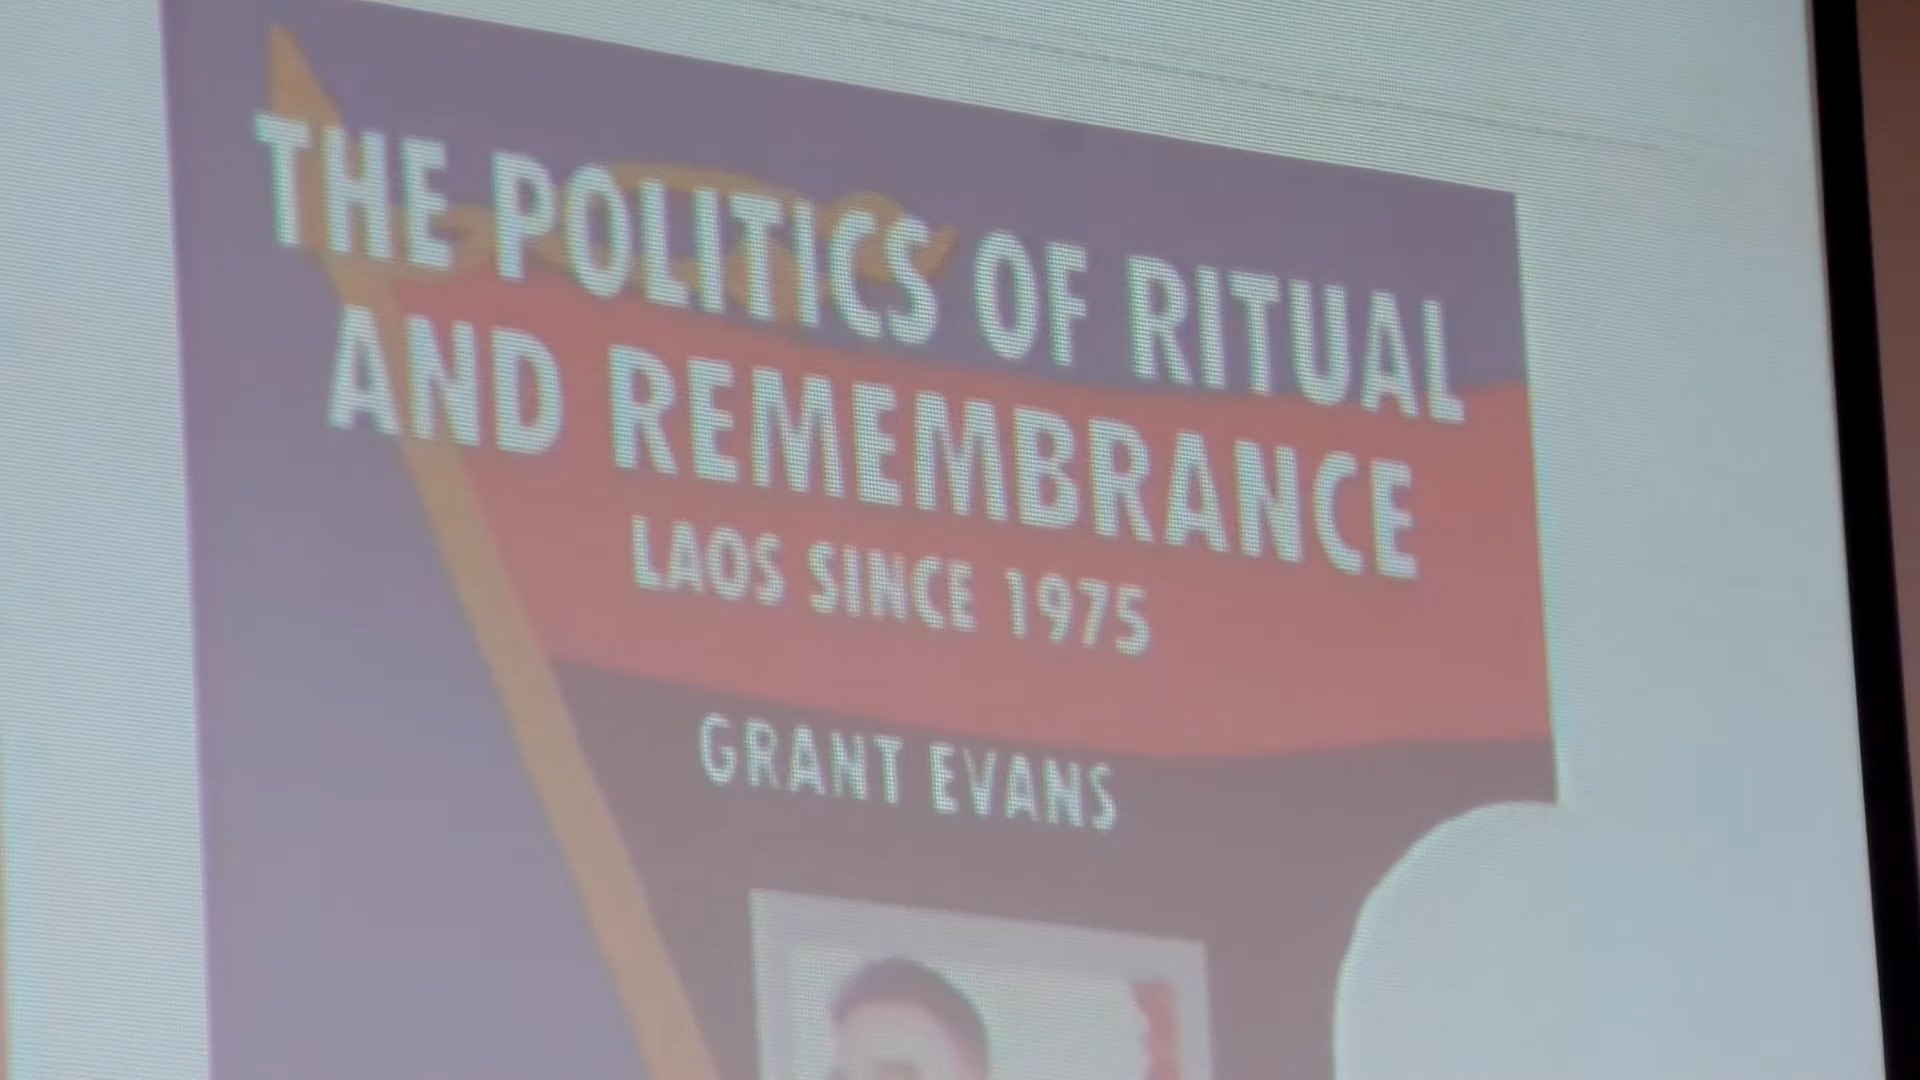 THE POLITICS OF RITUAL
AND REMEMBRANCE
LAOS SINCE 1975
GRANT EVANS